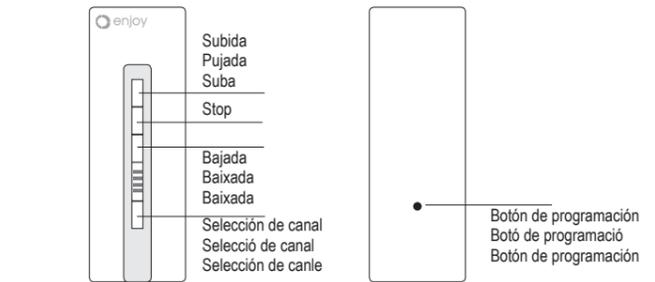 enjoy
Subida
Pujada
Suba
Stop
Bajada
Baixada
Baixada
Selección de canal
Selecció de canal
Selección de canle
Botón de programación
Botó de programació
Botón de programación